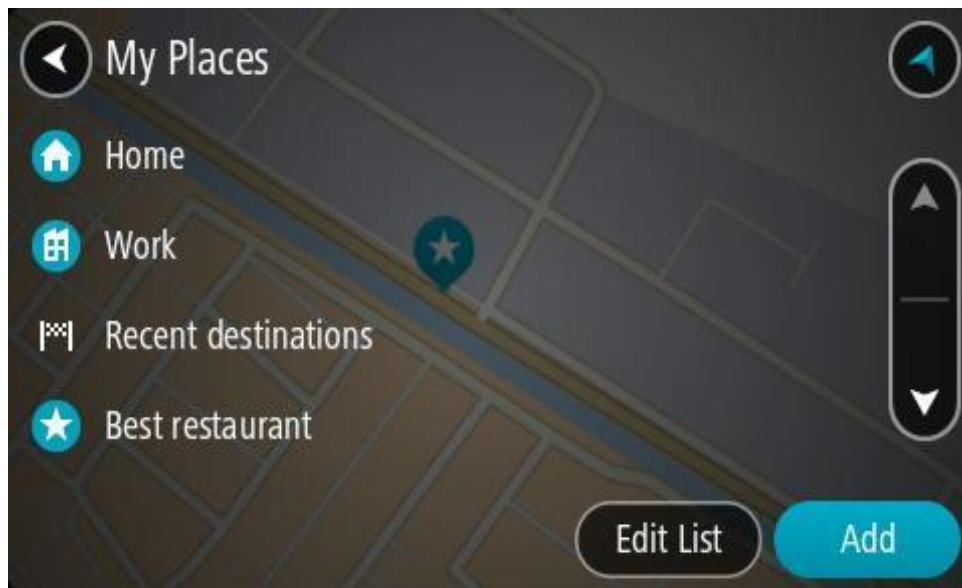 My Places
Home
Work
Recent destinations
Best restaurant
Edit List
Add